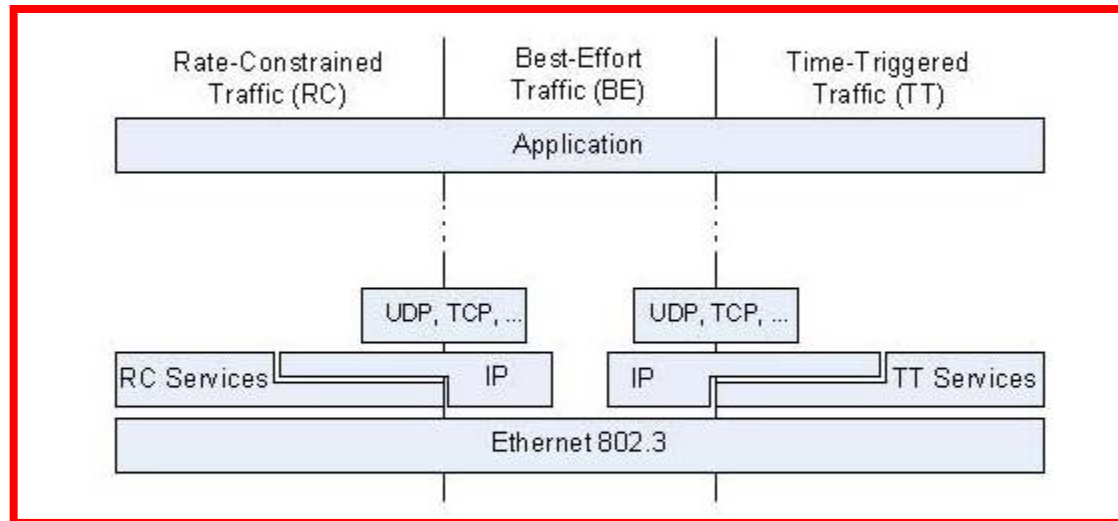 Rate-Constrained
Traffic (RC)
Best-Effort
Traffic (BE)
Time-Triggered
Traffic (TT)
Application
UDP, TCP, ...
UDP, TCP, ...
RC Services
IP
IP
TT Services
Ethernet 802.3